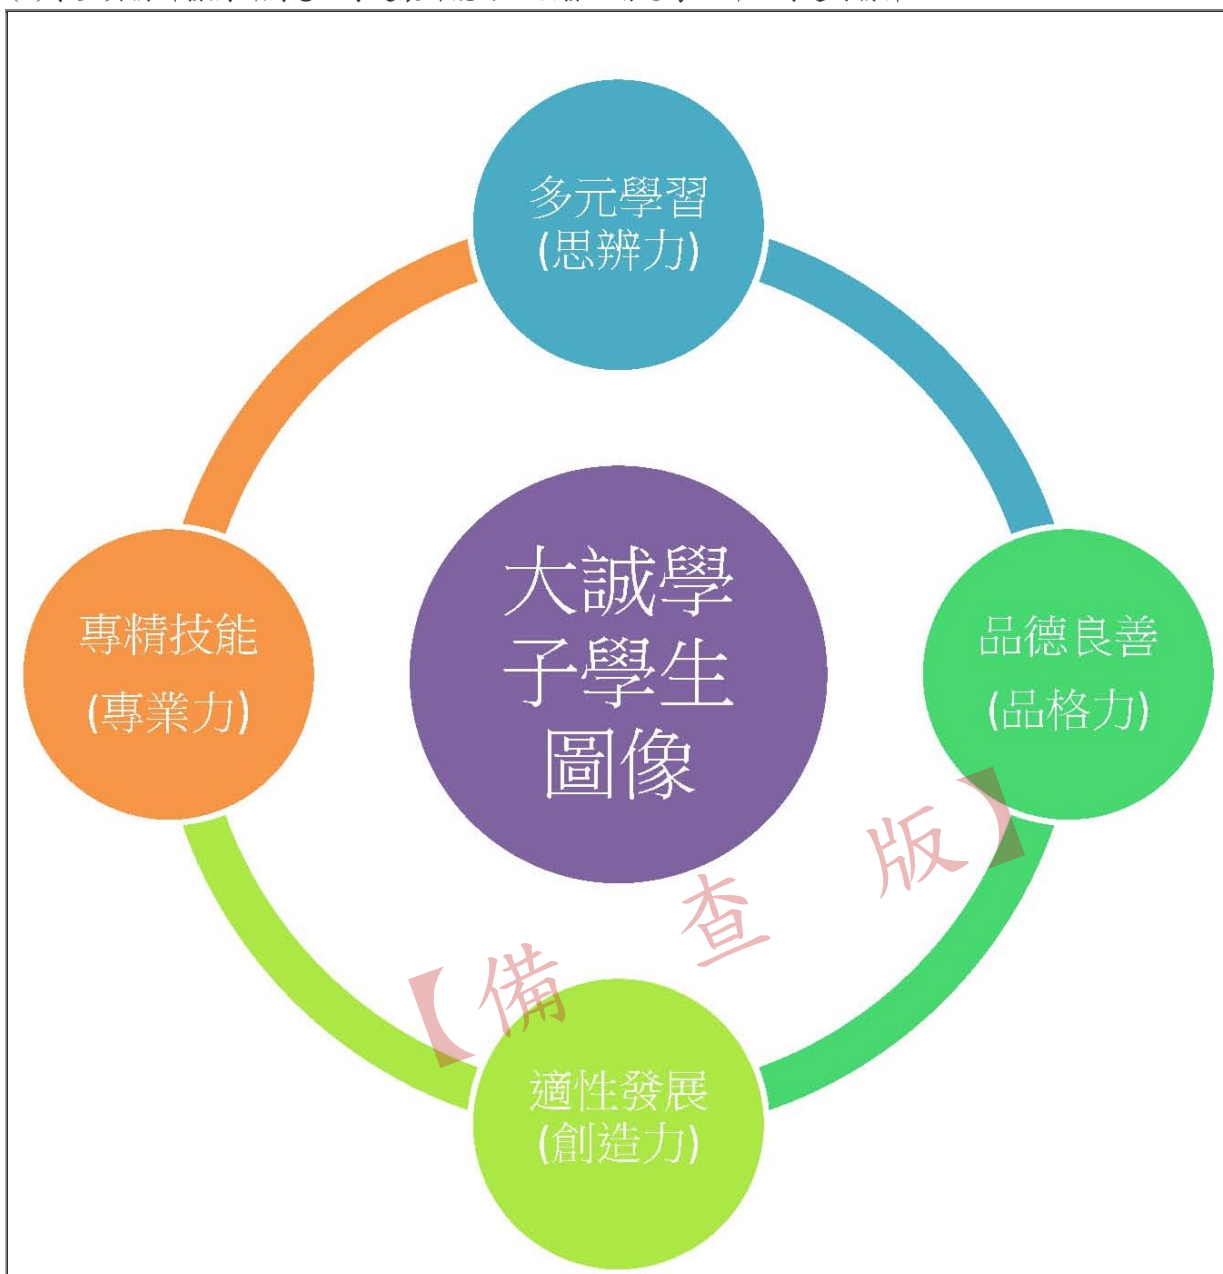 多元學習
(思辨力)
大誠學
子學生
圖像
專精技能
(專業力)
品德良善
(品格力)
適性發展
(創造力)
【備 查 版】